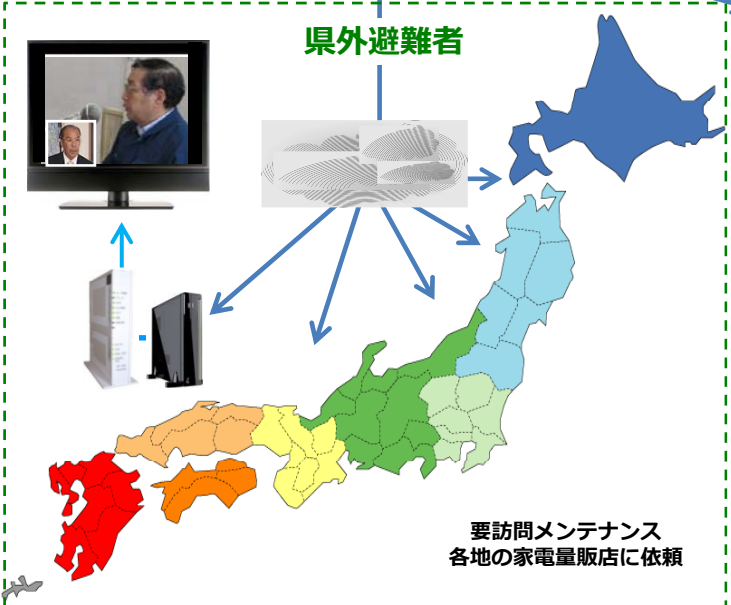 県外避難者
要訪問メンテナンス
各地の家電量販店に依頼